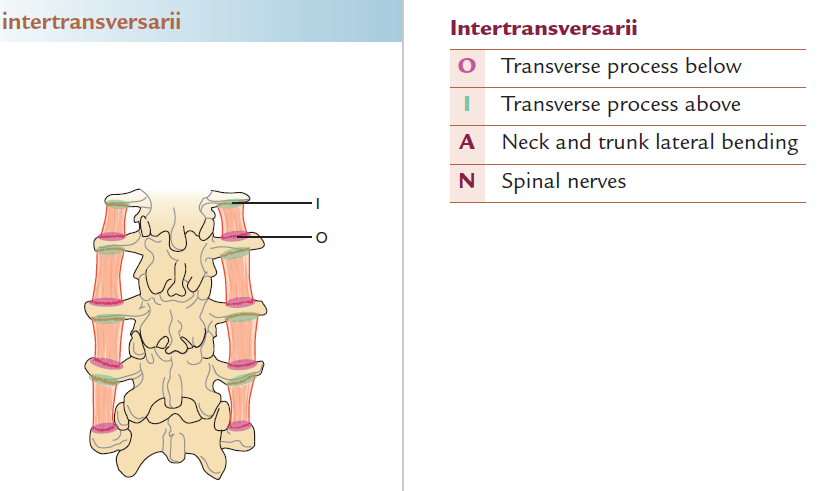 intertransversarii
I
O
Intertransversarii
O Transverse process below
I Transverse process above
A Neck and trunk lateral bending
N Spinal nerves